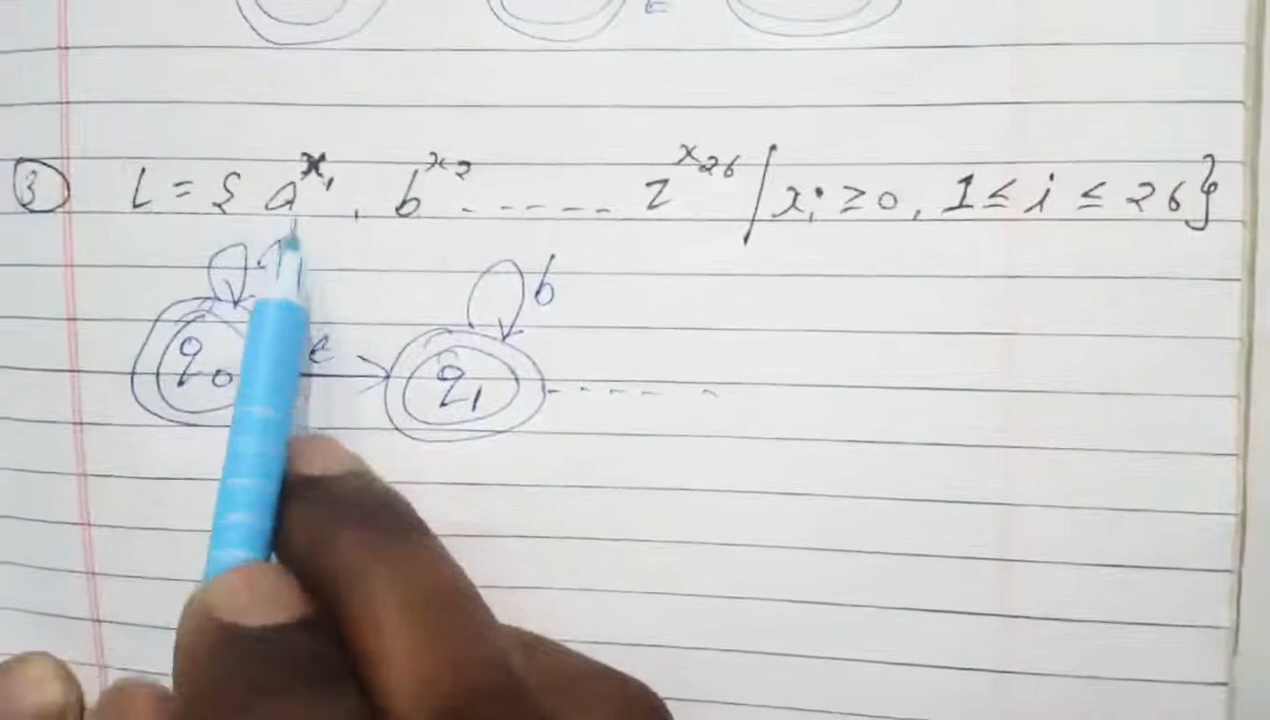 ε
③ L = { a^x₁, b^x₂ ------ z^x₂₆ / xᵢ ≥ 0, 1 ≤ i ≤ 26 }
b
q₀ ε q₁ ------